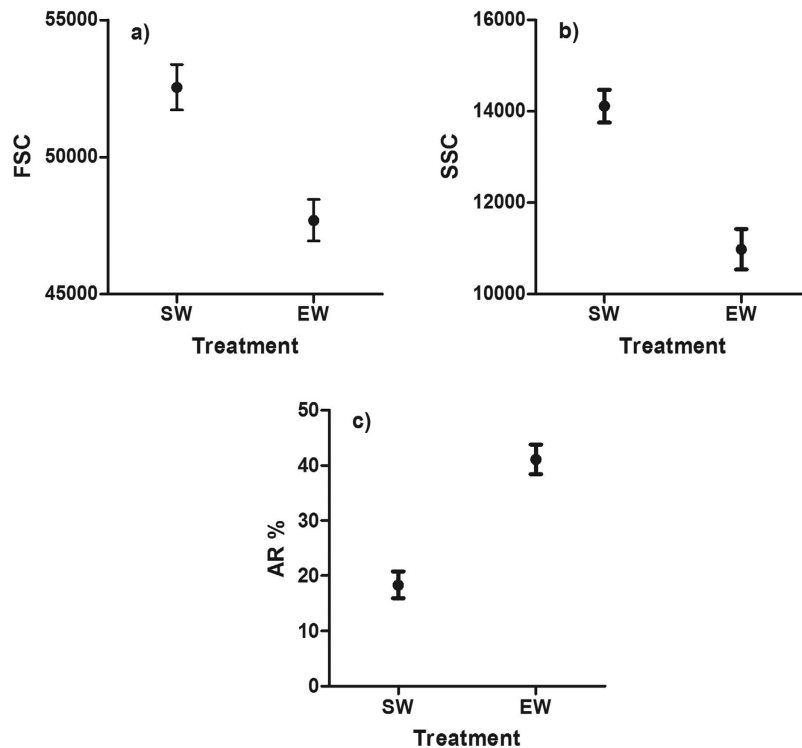 a)
FSC
55000
50000
45000
SW EW
Treatment
b)
SSC
16000
14000
12000
10000
SW EW
Treatment
c)
AR %
50
40
30
20
10
0
SW EW
Treatment